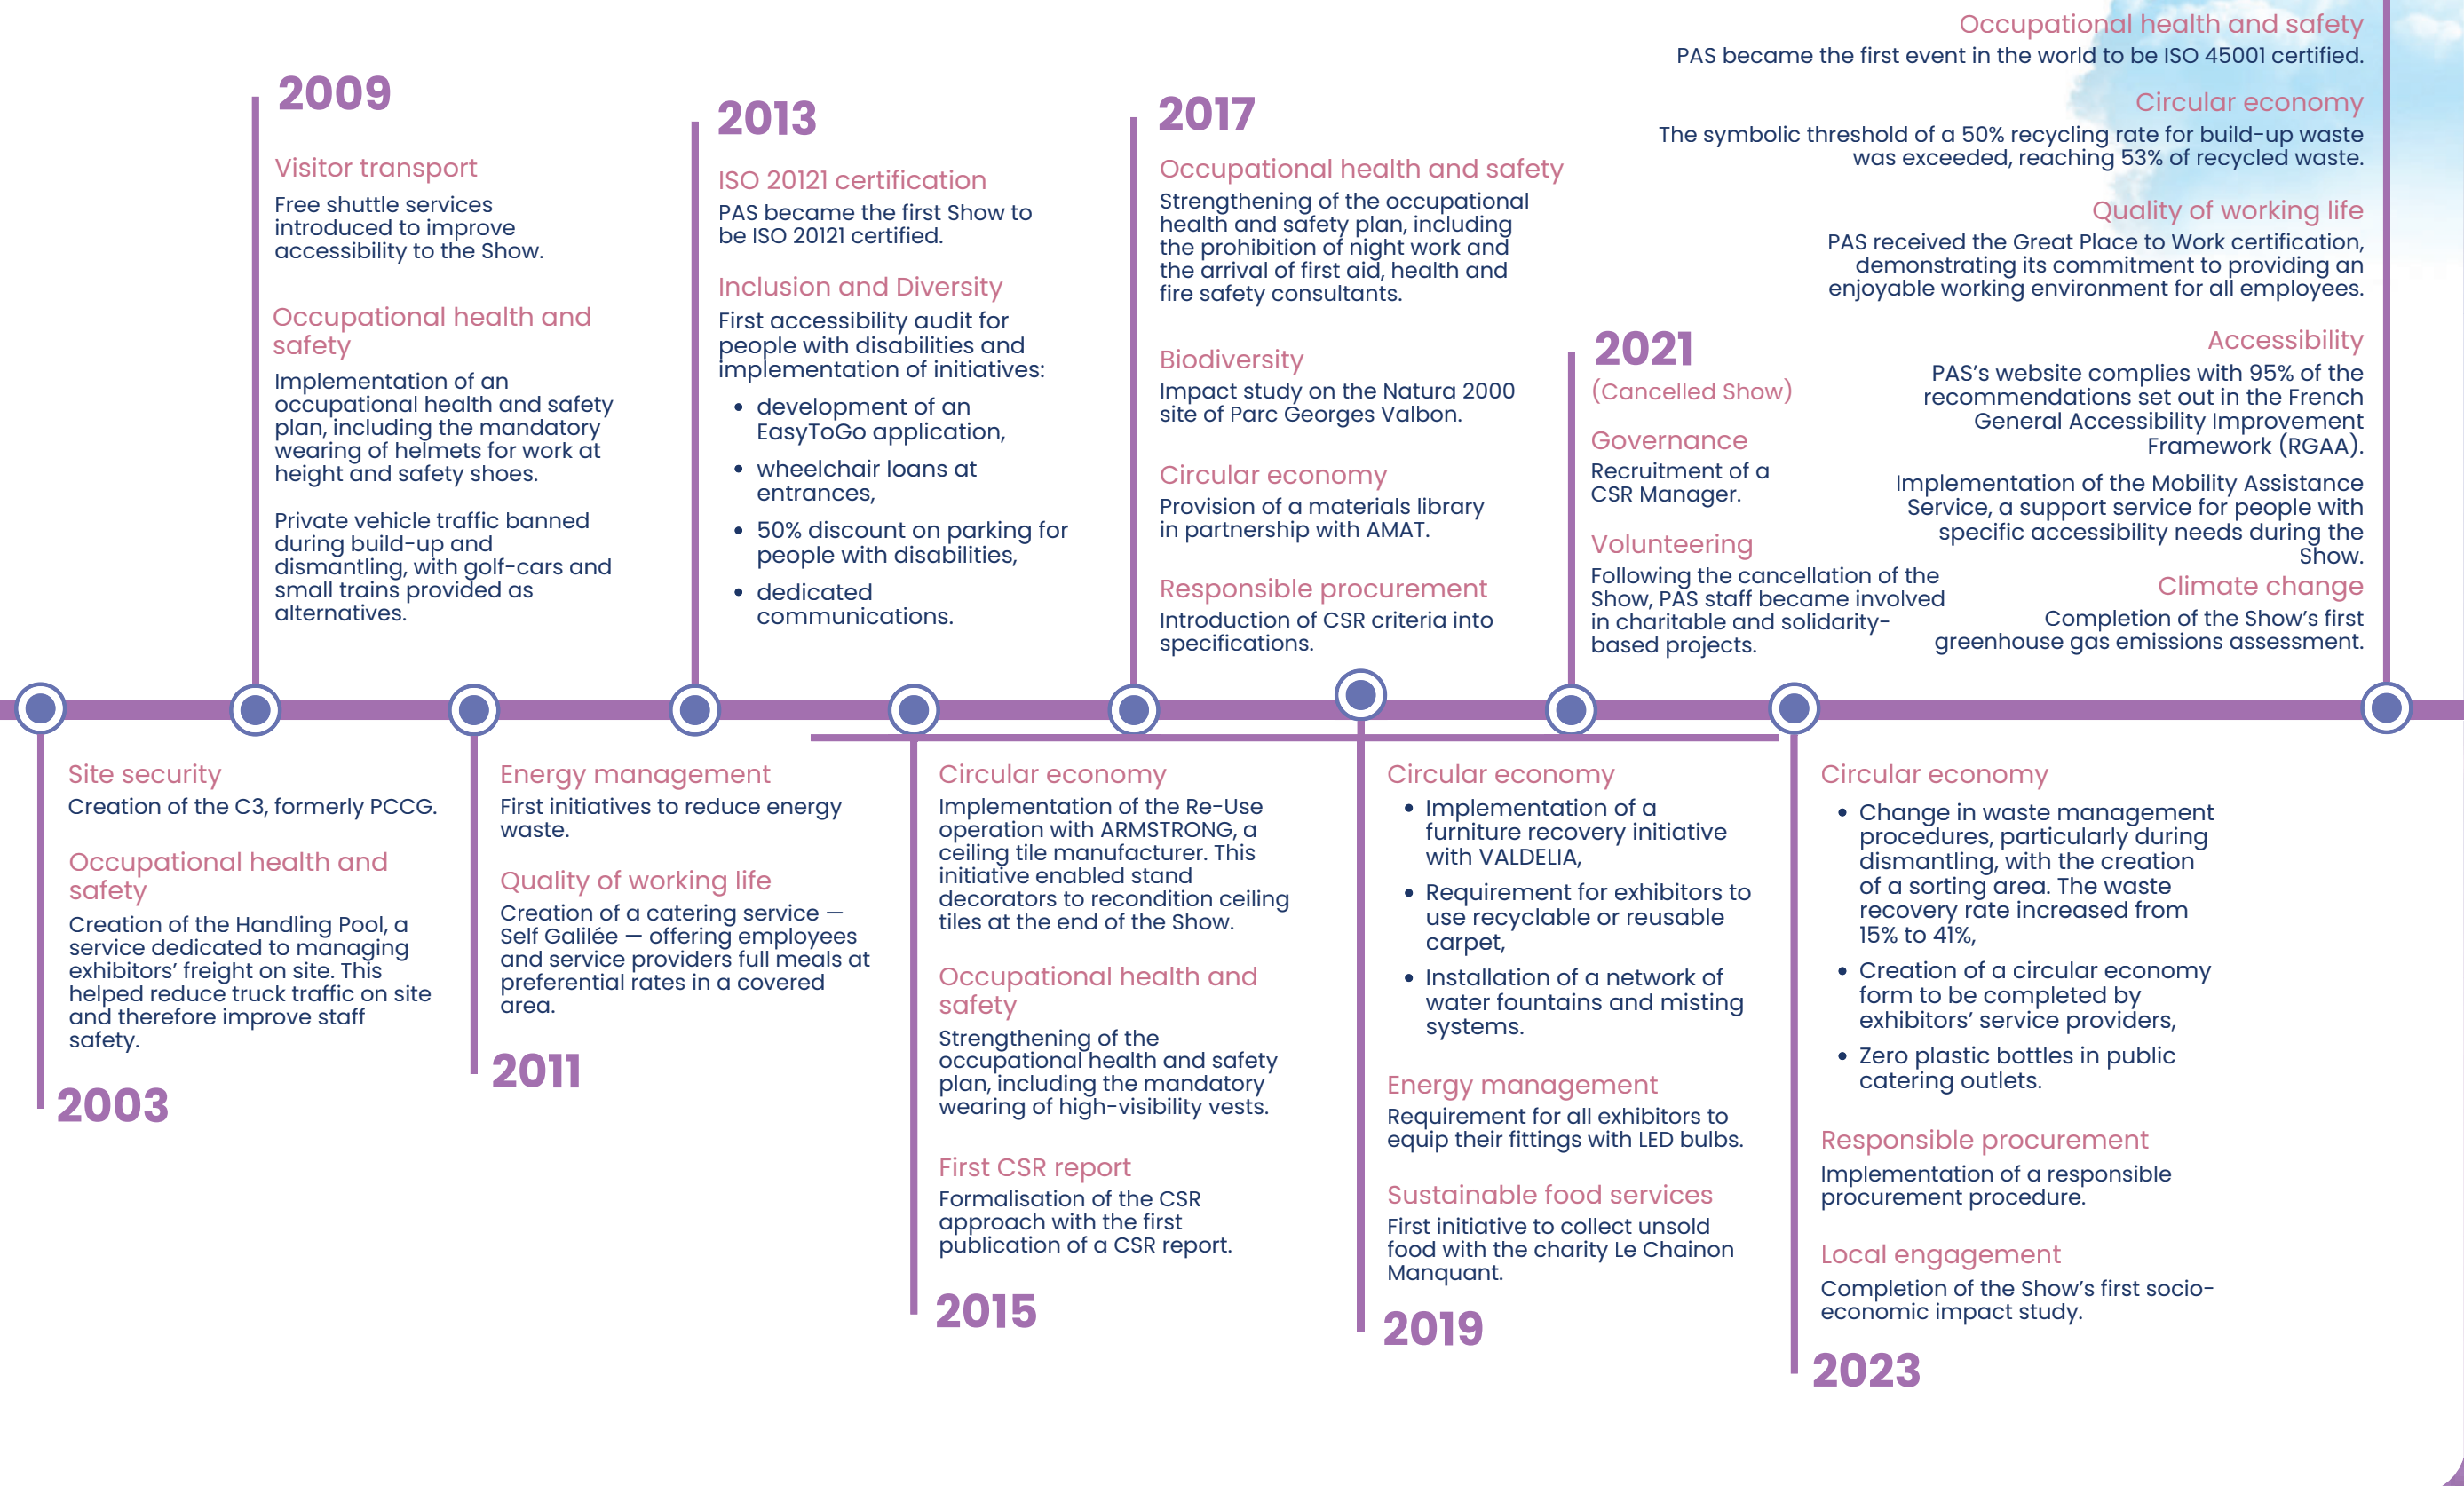 2009
Visitor transport
Free shuttle services
introduced to improve
accessibility to the Show.
Occupational health and
safety
Implementation of an
occupational health and safety
plan, including the mandatory
wearing of helmets for work at
height and safety shoes.
Private vehicle traffic banned
during build-up and
dismantling, with golf-cars and
small trains provided as
alternatives.
2013
ISO 20121 certification
PAS became the first Show to
be ISO 20121 certified.
Inclusion and Diversity
First accessibility audit for
people with disabilities and
implementation of initiatives:
• development of an
EasyToGo application,
• wheelchair loans at
entrances,
• 50% discount on parking for
people with disabilities,
• dedicated
communications.
2017
Occupational health and safety
Strengthening of the occupational
health and safety plan, including
the prohibition of night work and
the arrival of first aid, health and
fire safety consultants.
Biodiversity
Impact study on the Natura 2000
site of Parc Georges Valbon.
Circular economy
Provision of a materials library
in partnership with AMAT.
Responsible procurement
Introduction of CSR criteria into
specifications.
2021
(Cancelled Show)
Governance
Recruitment of a
CSR Manager.
Volunteering
Following the cancellation of the
Show, PAS staff became involved
in charitable and solidarity-
based projects.
Occupational health and safety
PAS became the first event in the world to be ISO 45001 certified.
Circular economy
The symbolic threshold of a 50% recycling rate for build-up waste
was exceeded, reaching 53% of recycled waste.
Quality of working life
PAS received the Great Place to Work certification,
demonstrating its commitment to providing an
enjoyable working environment for all employees.
Accessibility
PAS's website complies with 95% of the
recommendations set out in the French
General Accessibility Improvement
Framework (RGAA).
Implementation of the Mobility Assistance
Service, a support service for people with
specific accessibility needs during the
Show.
Climate change
Completion of the Show's first
greenhouse gas emissions assessment.
Site security
Creation of the C3, formerly PCCG.
Occupational health and
safety
Creation of the Handling Pool, a
service dedicated to managing
exhibitors' freight on site. This
helped reduce truck traffic on site
and therefore improve staff
safety.
2003
Energy management
First initiatives to reduce energy
waste.
Quality of working life
Creation of a catering service —
Self Galilée — offering employees
and service providers full meals at
preferential rates in a covered
area.
2011
Circular economy
Implementation of the Re-Use
operation with ARMSTRONG, a
ceiling tile manufacturer. This
initiative enabled stand
decorators to recondition ceiling
tiles at the end of the Show.
Occupational health and
safety
Strengthening of the
occupational health and safety
plan, including the mandatory
wearing of high-visibility vests.
First CSR report
Formalisation of the CSR
approach with the first
publication of a CSR report.
2015
Circular economy
• Implementation of a
furniture recovery initiative
with VALDELIA,
• Requirement for exhibitors to
use recyclable or reusable
carpet,
• Installation of a network of
water fountains and misting
systems.
Energy management
Requirement for all exhibitors to
equip their fittings with LED bulbs.
Sustainable food services
First initiative to collect unsold
food with the charity Le Chainon
Manquant.
2019
Circular economy
• Change in waste management
procedures, particularly during
dismantling, with the creation
of a sorting area. The waste
recovery rate increased from
15% to 41%,
• Creation of a circular economy
form to be completed by
exhibitors' service providers,
• Zero plastic bottles in public
catering outlets.
Responsible procurement
Implementation of a responsible
procurement procedure.
Local engagement
Completion of the Show's first socio-
economic impact study.
2023